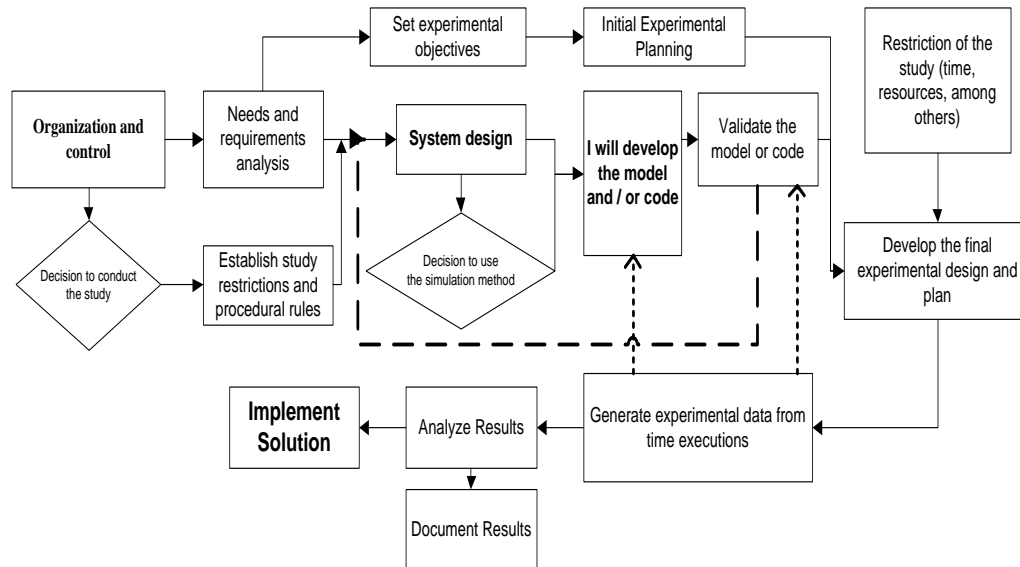 Set experimental
objectives
Initial Experimental
Planning
Restriction of the
study (time,
resources, among
others)
Organization and
control
Needs and
requirements
analysis
System design
I will develop
the model
and / or code
Validate the
model or code
Decision to conduct
the study
Establish study
restrictions and
procedural rules
Decision to use
the simulation method
Develop the final
experimental design and
plan
Implement
Solution
Analyze Results
Generate experimental data from
time executions
Document Results